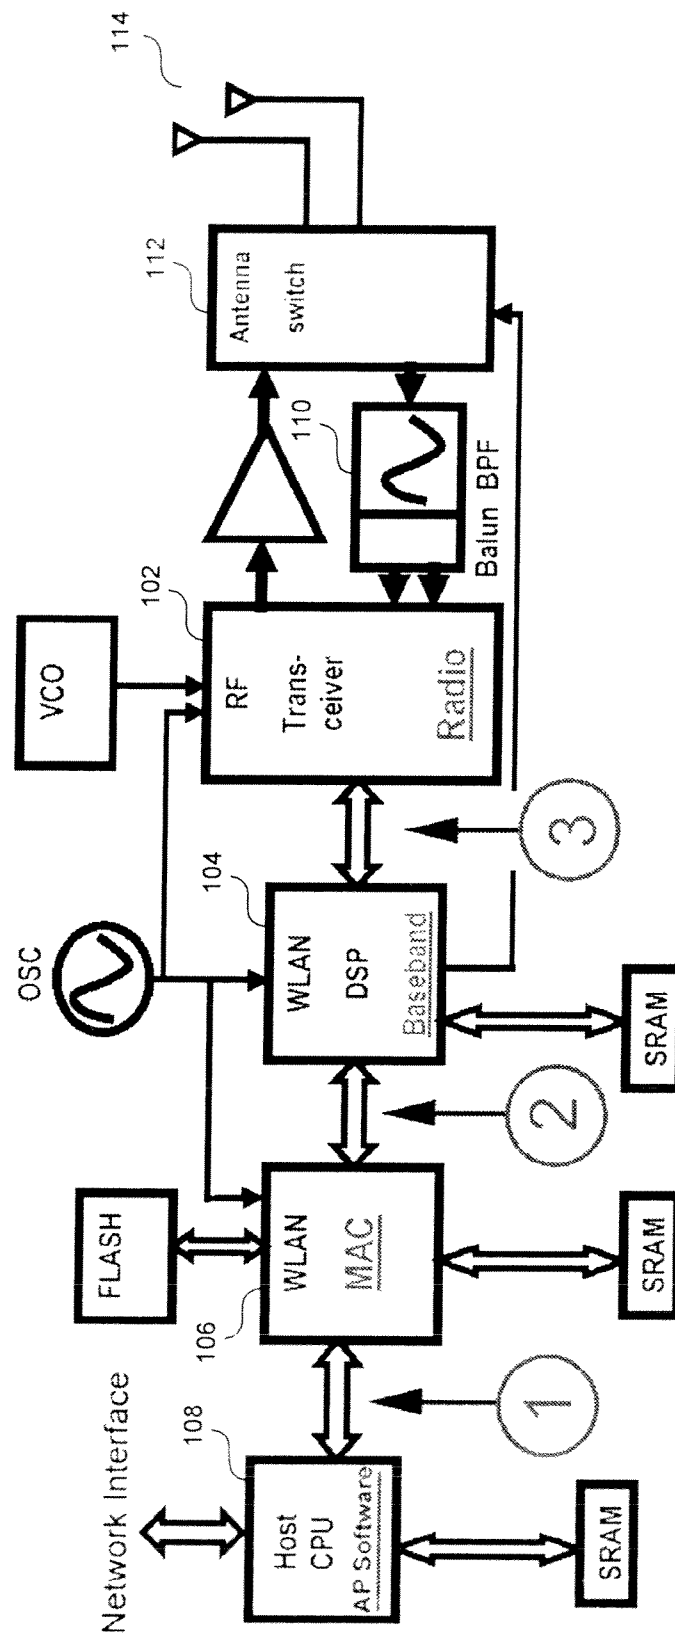 Network Interface
108
Host
CPU
AP Software
SRAM
1
FLASH
106
WLAN
MAC
SRAM
2
OSC
104
WLAN
DSP
Baseband
SRAM
3
VCO
102
RF
Trans-
ceiver
Radio
110
Balun BPF
112
Antenna
switch
114